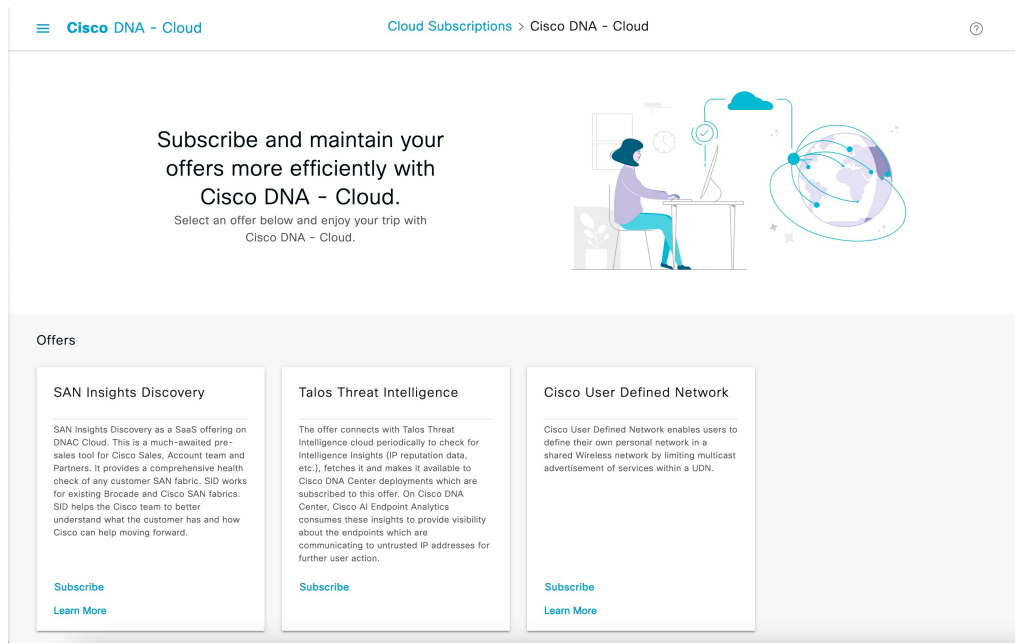 Cisco DNA - Cloud
Cloud Subscriptions > Cisco DNA - Cloud
Subscribe and maintain your
offers more efficiently with
Cisco DNA - Cloud.
Select an offer below and enjoy your trip with
Cisco DNA - Cloud.
Offers
SAN Insights Discovery
SAN Insights Discovery as a SaaS offering on
DNAC Cloud. This is a much-awaited pre-
sales tool for Cisco Sales, Account team and
Partners. It provides a comprehensive health
check of any customer SAN fabric. SID works
for existing Brocade and Cisco SAN fabrics.
SID helps the Cisco team to better
understand what the customer has and how
Cisco can help moving forward.
Subscribe
Learn More
Talos Threat Intelligence
The offer connects with Talos Threat
Intelligence cloud periodically to check for
Intelligence Insights (IP reputation data,
etc.), fetches it and makes it available to
Cisco DNA Center deployments which are
subscribed to this offer. On Cisco DNA
Center, Cisco AI Endpoint Analytics
consumes these insights to provide visibility
about the endpoints which are
communicating to untrusted IP addresses for
further user action.
Subscribe
Cisco User Defined Network
Cisco User Defined Network enables users to
define their own personal network in a
shared Wireless network by limiting multicast
advertisement of services within a UDN.
Subscribe
Learn More